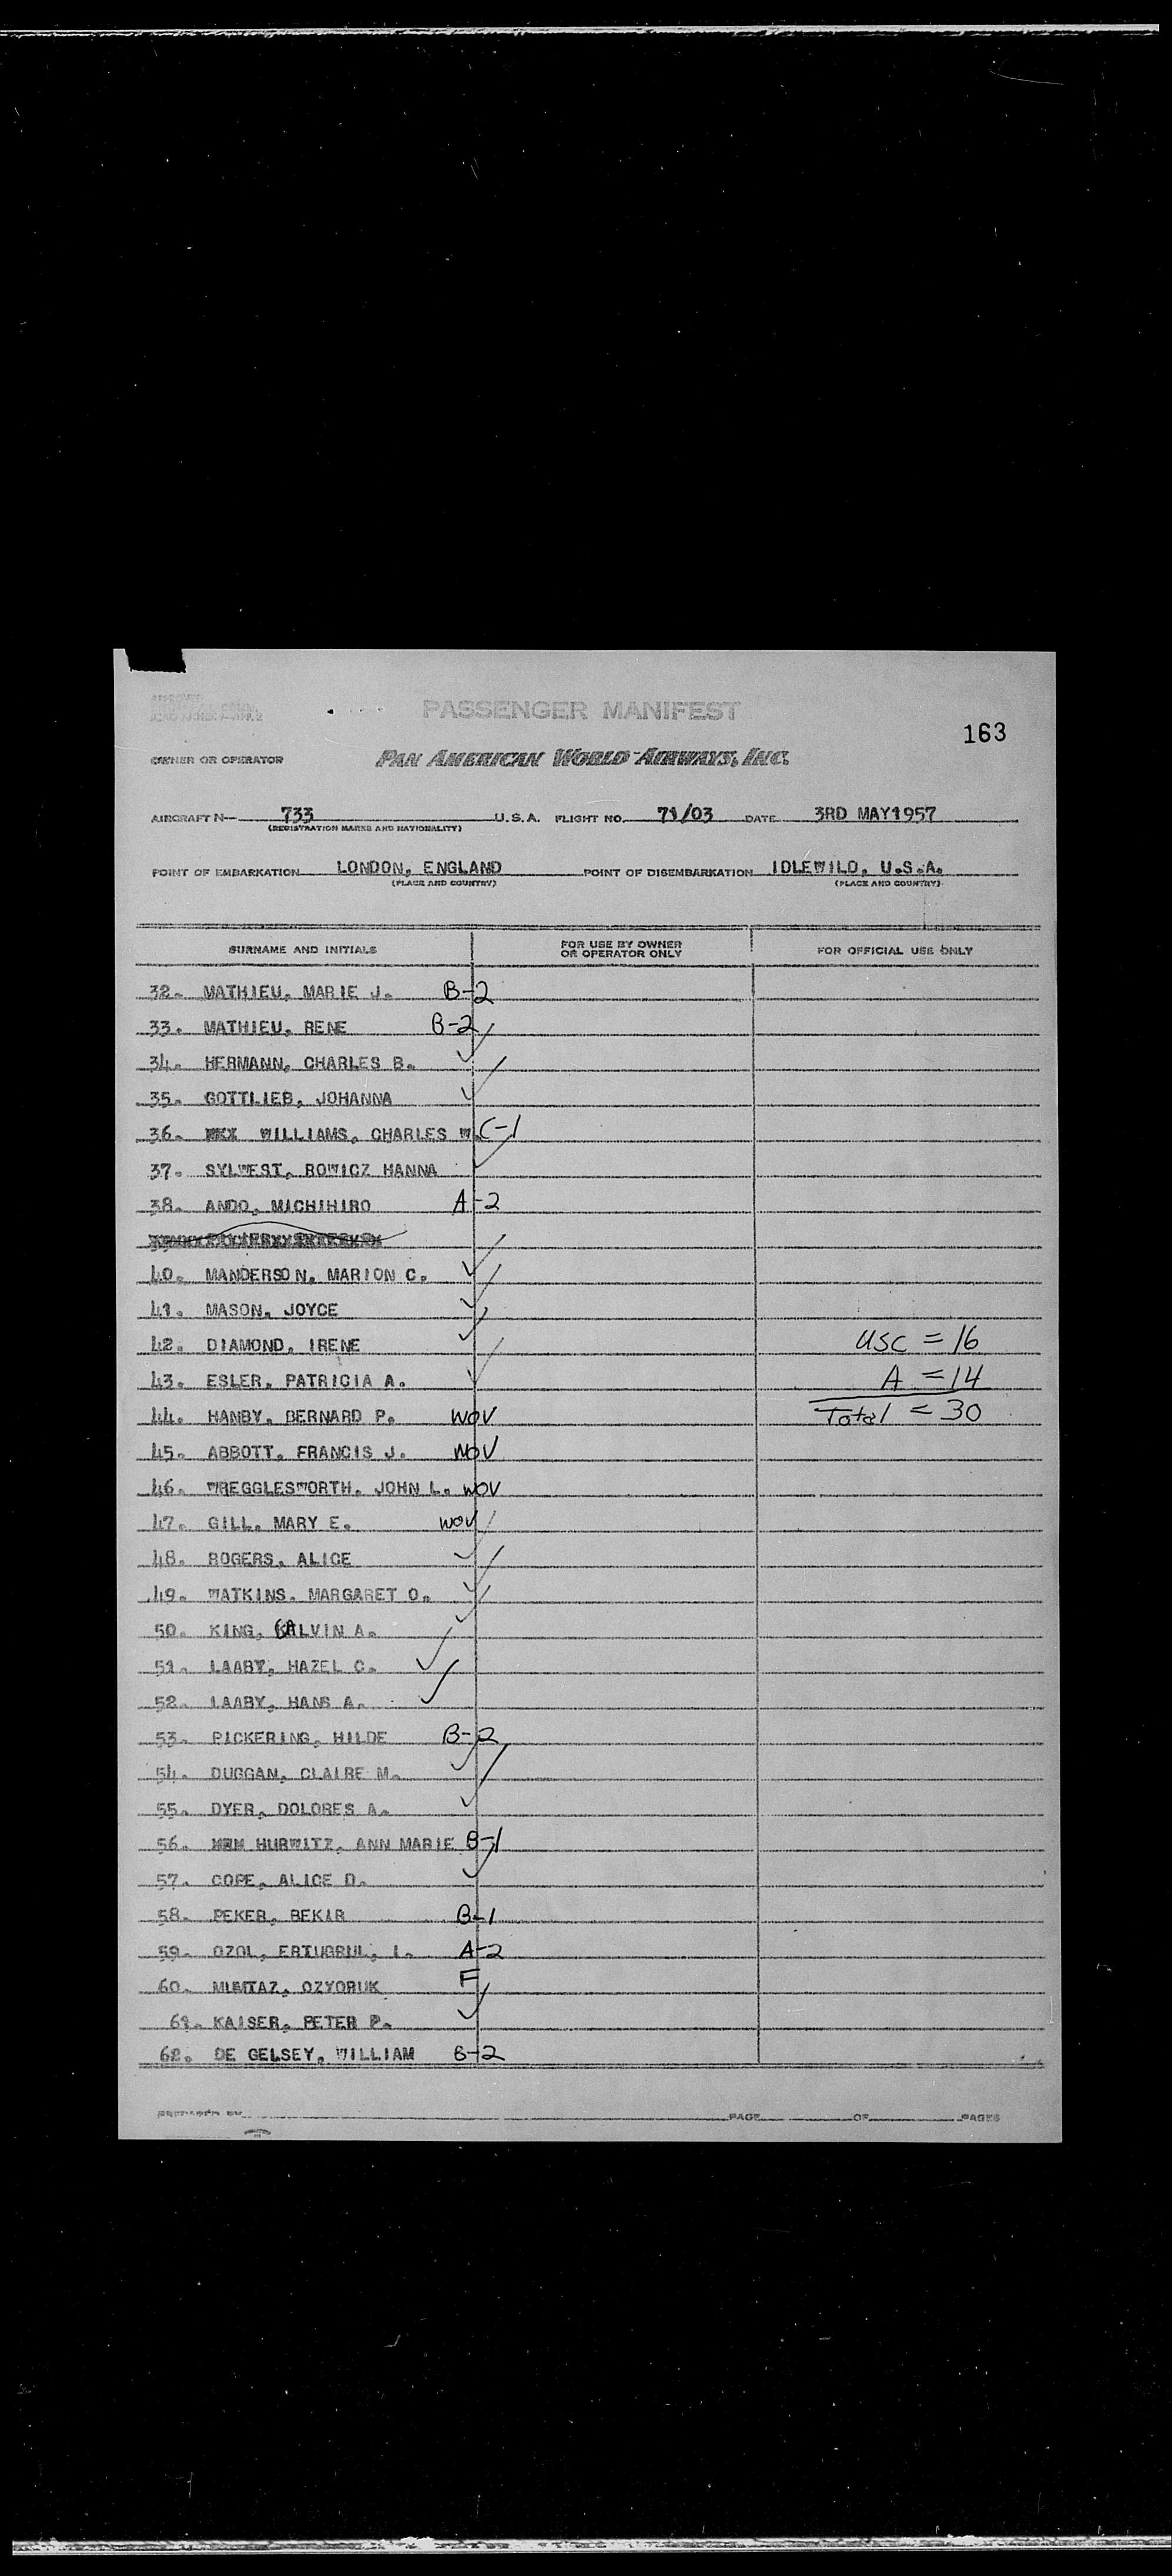 PASSENGER MANIFEST
163
OWNER OR OPERATOR PAN AMERICAN WORLD AIRWAYS, INC.
AIRCRAFT N— 733 U.S.A. FLIGHT NO. 71/03 DATE 3RD MAY1957
(REGISTRATION MARKS AND NATIONALITY)
POINT OF EMBARKATION LONDON, ENGLAND POINT OF DISEMBARKATION IDLEWILD, U.S.A.
(PLACE AND COUNTRY) (PLACE AND COUNTRY)
SURNAME AND INITIALS FOR USE BY OWNER OR OPERATOR ONLY FOR OFFICIAL USE ONLY
32. MATHIEU, MARIE J. B-2
33. MATHIEU, RENE B-2
34. HERMANN, CHARLES B. ✓
35. GOTTLIEB, JOHANNA ✓
36. WILLIAMS, CHARLES W. C-1
37. SYLWEST, ROWICZ HANNA ✓
38. ANDO, MICHIHIRO A-2
40. MANDERSON, MARION C. ✓
41. MASON, JOYCE ✓
42. DIAMOND, IRENE ✓ USC = 16
43. ESLER, PATRICIA A. ✓ A = 14
44. HANBY, BERNARD P. WOV Total = 30
45. ABBOTT, FRANCIS J. WOV
46. WREGGLESWORTH, JOHN L. WOV
47. GILL, MARY E. WOV
48. ROGERS, ALICE ✓
49. WATKINS, MARGARET O. ✓
50. KING, CALVIN A. ✓
51. LAABY, HAZEL C. ✓
52. LAABY, HANS A. ✓
53. PICKERING, HILDE B-2
54. DUGGAN, CLAIRE M. ✓
55. DYER, DOLORES A. ✓
56. HURWITZ, ANN MARIE B-1
57. COPE, ALICE D. ✓
58. PEKER, BEKIR B-1
59. OZOL, ERTUGRUL, I. A-2
60. MUMTAZ, OZYORUK F
61. KAISER, PETER P. ✓
62. DE GELSEY, WILLIAM B-2
PREPARED BY PAGE OF PAGES